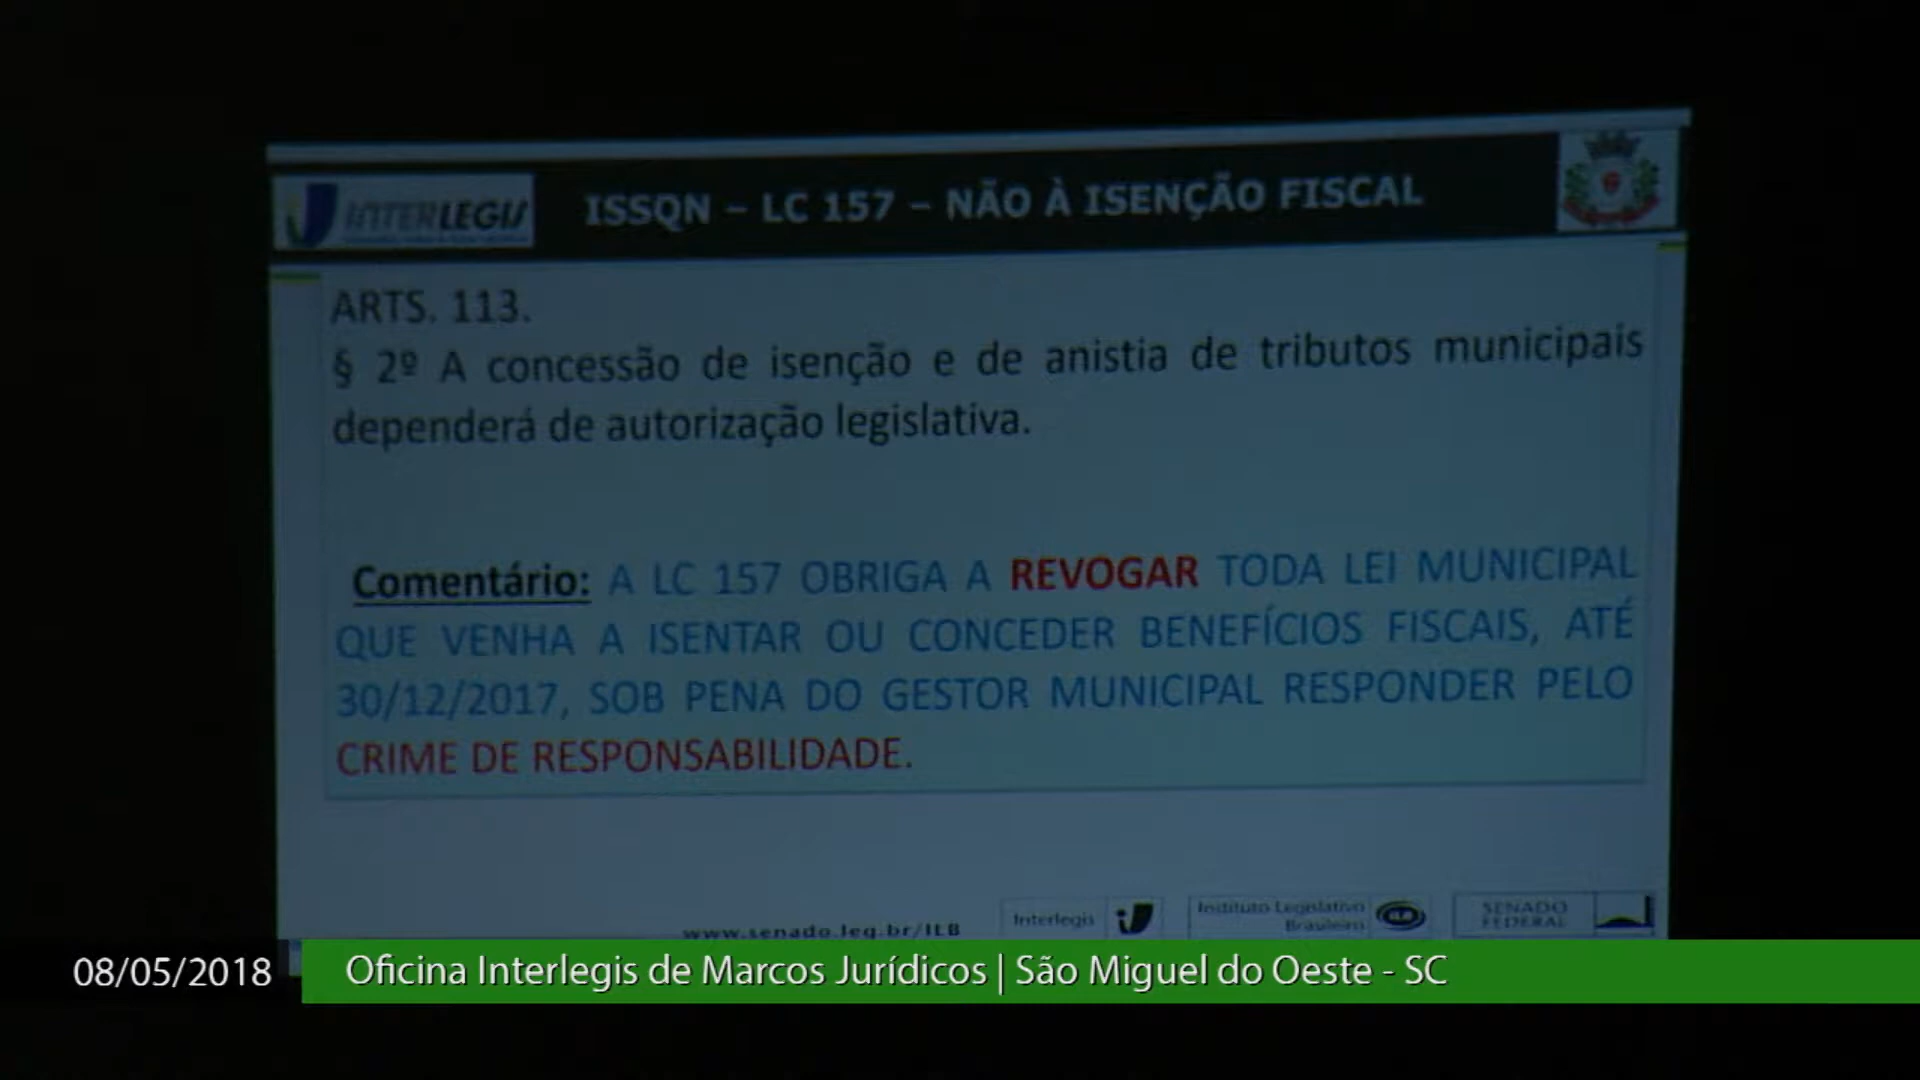 INTERLEGIS
ISSQN – LC 157 – NÃO À ISENÇÃO FISCAL
ARTS. 113.
§ 2º A concessão de isenção e de anistia de tributos municipais
dependerá de autorização legislativa.
Comentário: A LC 157 OBRIGA A REVOGAR TODA LEI MUNICIPAL
QUE VENHA A ISENTAR OU CONCEDER BENEFÍCIOS FISCAIS, ATÉ
30/12/2017, SOB PENA DO GESTOR MUNICIPAL RESPONDER PELO
CRIME DE RESPONSABILIDADE.
www.senado.leg.br/ILB
Interlegis
Instituto Legislativo
Brasileiro
SENADO
FEDERAL
08/05/2018
Oficina Interlegis de Marcos Jurídicos | São Miguel do Oeste - SC